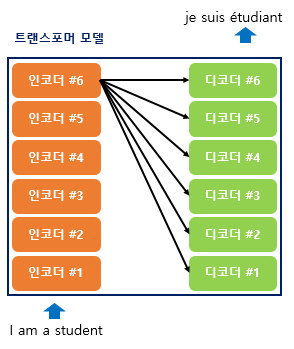 je suis étudiant
트랜스포머 모델
인코더 #6
디코더 #6
인코더 #5
디코더 #5
인코더 #4
디코더 #4
인코더 #3
디코더 #3
인코더 #2
디코더 #2
인코더 #1
디코더 #1
I am a student